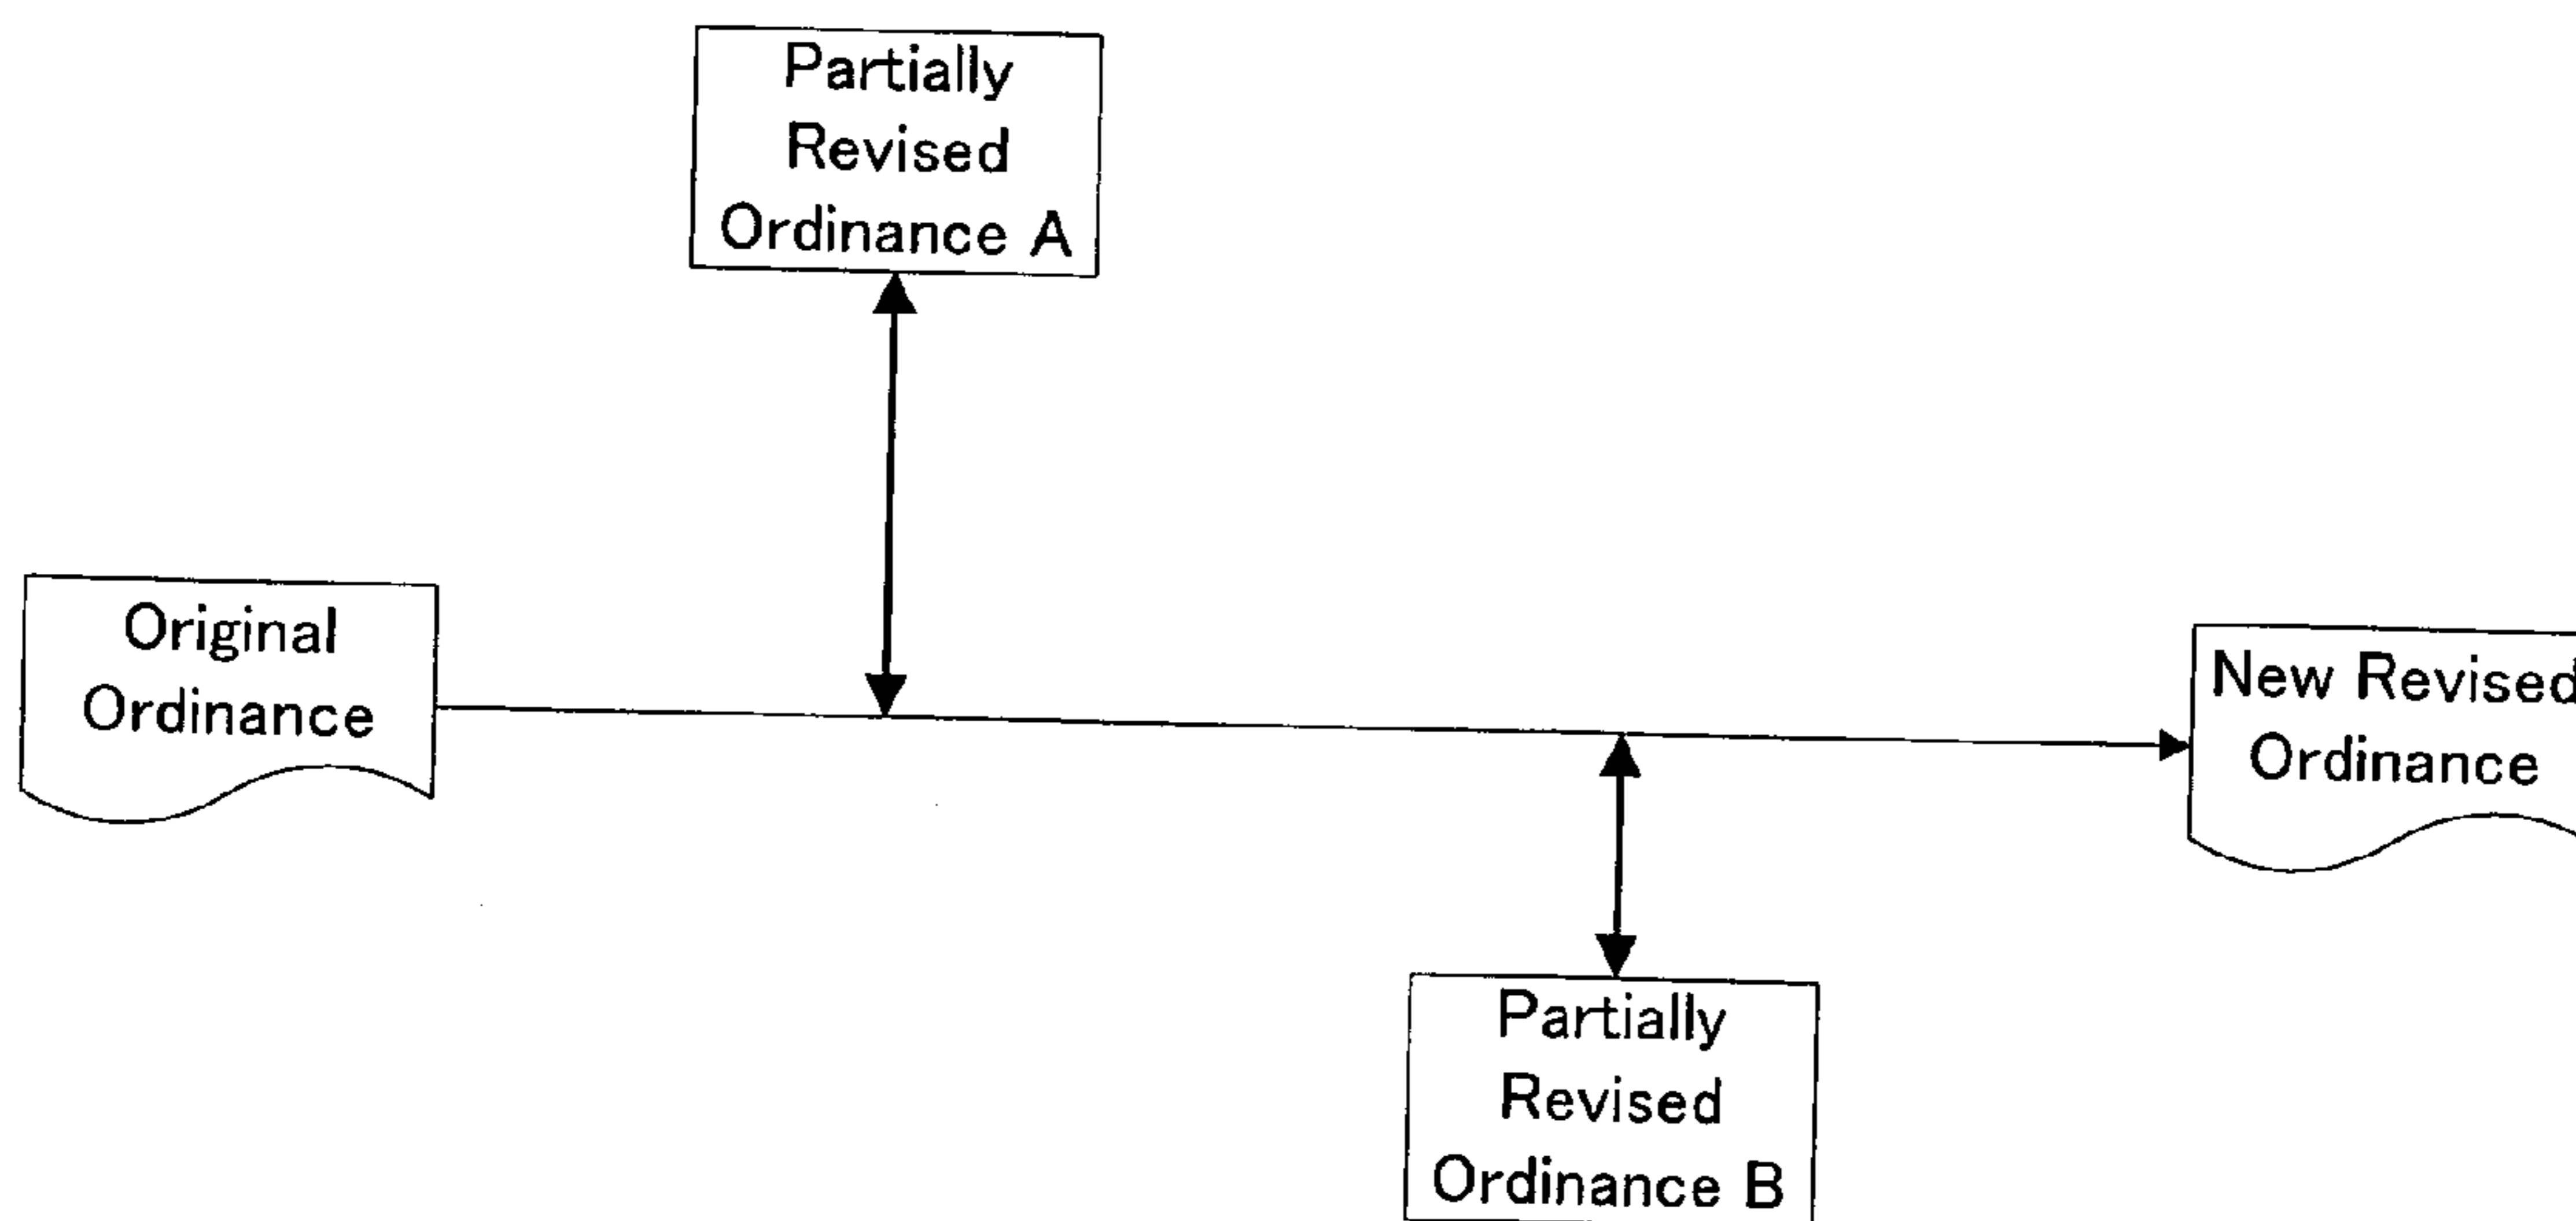 Partially
Revised
Ordinance A
Original
Ordinance
New Revised
Ordinance
Partially
Revised
Ordinance B